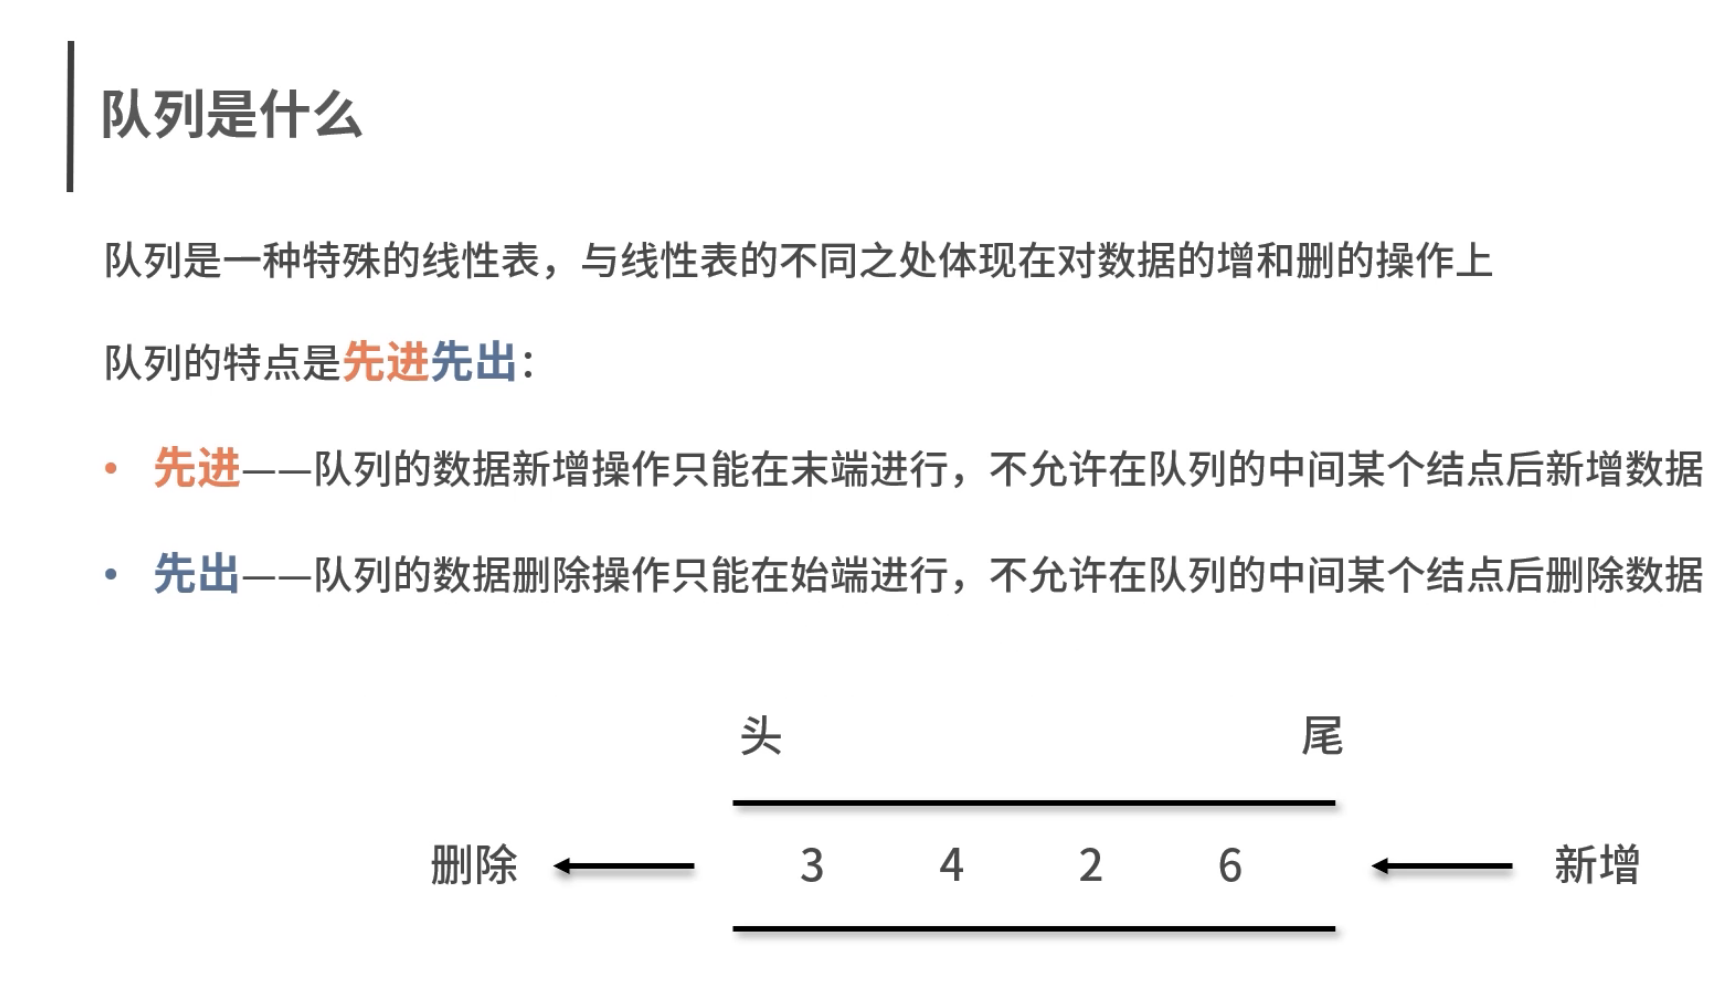 队列是什么
队列是一种特殊的线性表，与线性表的不同之处体现在对数据的增和删的操作上
队列的特点是先进先出：
• 先进——队列的数据新增操作只能在末端进行，不允许在队列的中间某个结点后新增数据
• 先出——队列的数据删除操作只能在始端进行，不允许在队列的中间某个结点后删除数据
头 尾
删除 3 4 2 6 新增